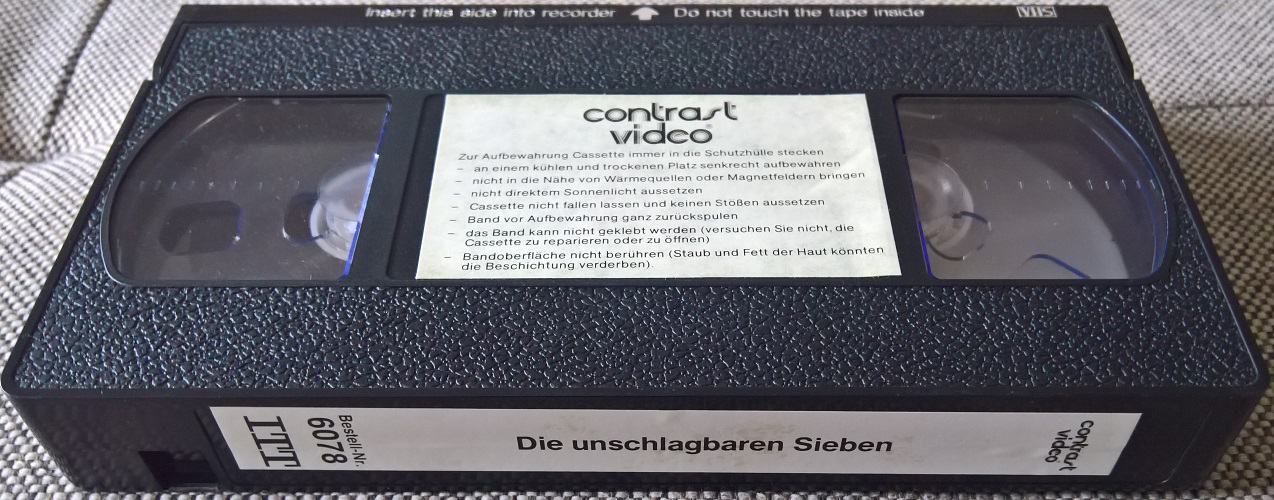 Insert this side into recorder Do not touch the tape inside VHS
contrast
video
Zur Aufbewahrung Cassette immer in die Schutzhülle stecken
– an einem kühlen und trockenen Platz senkrecht aufbewahren
– nicht in die Nähe von Wärmequellen oder Magnetfeldern bringen
– nicht direktem Sonnenlicht aussetzen
– Cassette nicht fallen lassen und keinen Stößen aussetzen
– Band vor Aufbewahrung ganz zurückspulen
– das Band kann nicht geklebt werden (versuchen Sie nicht, die
Cassette zu reparieren oder zu öffnen)
– Bandoberfläche nicht berühren (Staub und Fett der Haut könnten
die Beschichtung verderben).
ITT
Bestell-Nr.
6078
Die unschlagbaren Sieben
contrast
video